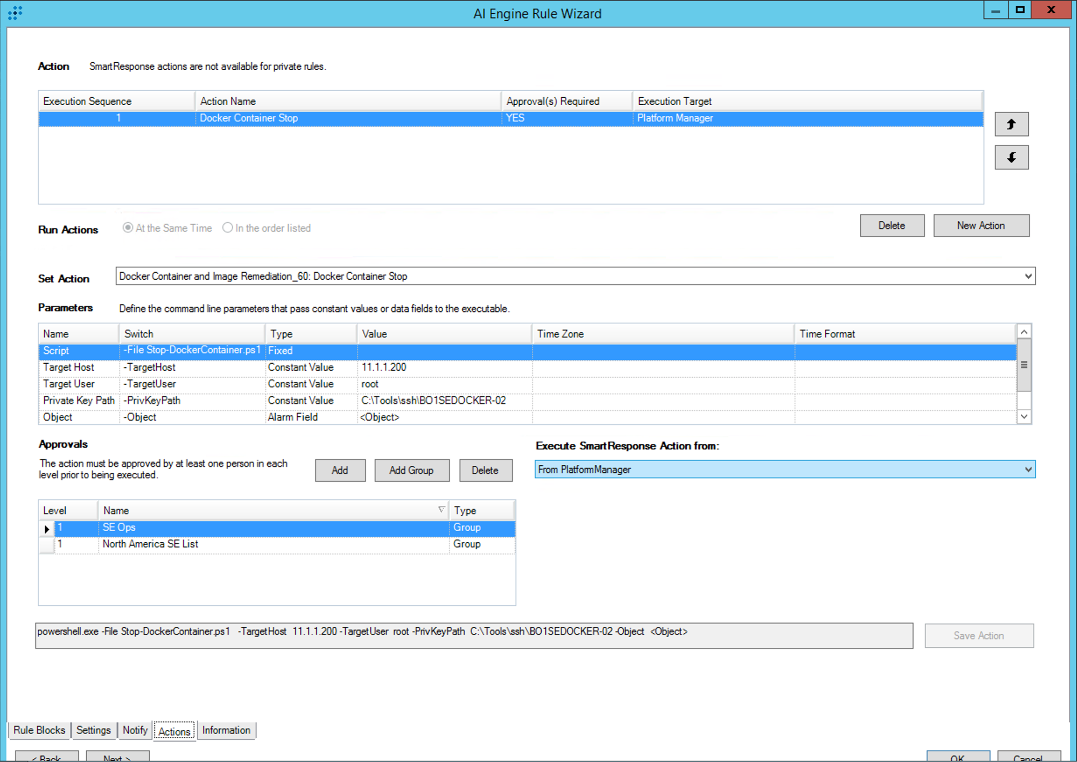 AI Engine Rule Wizard
Action SmartResponse actions are not available for private rules.
Execution Sequence Action Name Approval(s) Required Execution Target
1 Docker Container Stop YES Platform Manager
Run Actions At the Same Time In the order listed Delete New Action
Set Action Docker Container and Image Remediation_60: Docker Container Stop
Parameters Define the command line parameters that pass constant values or data fields to the executable.
Name Switch Type Value Time Zone Time Format
Script -File Stop-DockerContainer.ps1 Fixed
Target Host -TargetHost Constant Value 11.1.1.200
Target User -TargetUser Constant Value root
Private Key Path -PrivKeyPath Constant Value C:\Tools\ssh\BO1SEDOCKER-02
Object -Object Alarm Field <Object>
Approvals
The action must be approved by at least one person in each
level prior to being executed.
Add Add Group Delete
Execute SmartResponse Action from:
From PlatformManager
Level Name Type
1 SE Ops Group
1 North America SE List Group
powershell.exe -File Stop-DockerContainer.ps1 -TargetHost 11.1.1.200 -TargetUser root -PrivKeyPath C:\Tools\ssh\BO1SEDOCKER-02 -Object <Object>
Save Action
Rule Blocks Settings Notify Actions Information
< Back Next > OK Cancel